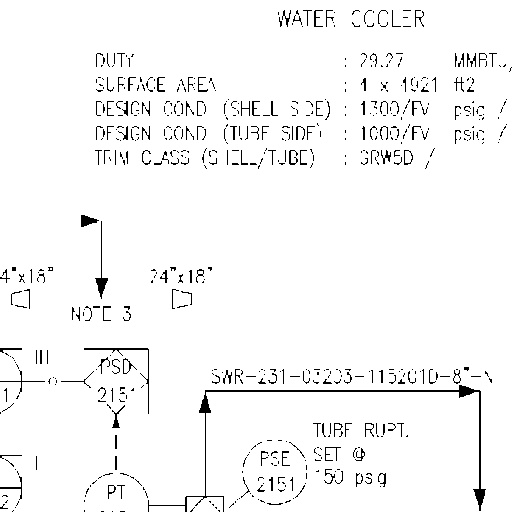 WATER COOLER
DUTY : 29.27 MMBTU/
SURFACE AREA : 1 x 4921 ft2
DESIGN COND (SHELL SIDE) : 1300/FV psig /
DESIGN COND (TUBE SIDE) : 1000/FV psig /
TRIM CLASS (SHELL/TUBE) : GRW5D /
4"x18" 24"x18"
NOTE 3
III
PSD
1 2151
SWR-231-03203-115201D-8"-N
TUBE RUPT.
SET @
150 psig
PSE
2151
I
PT
2